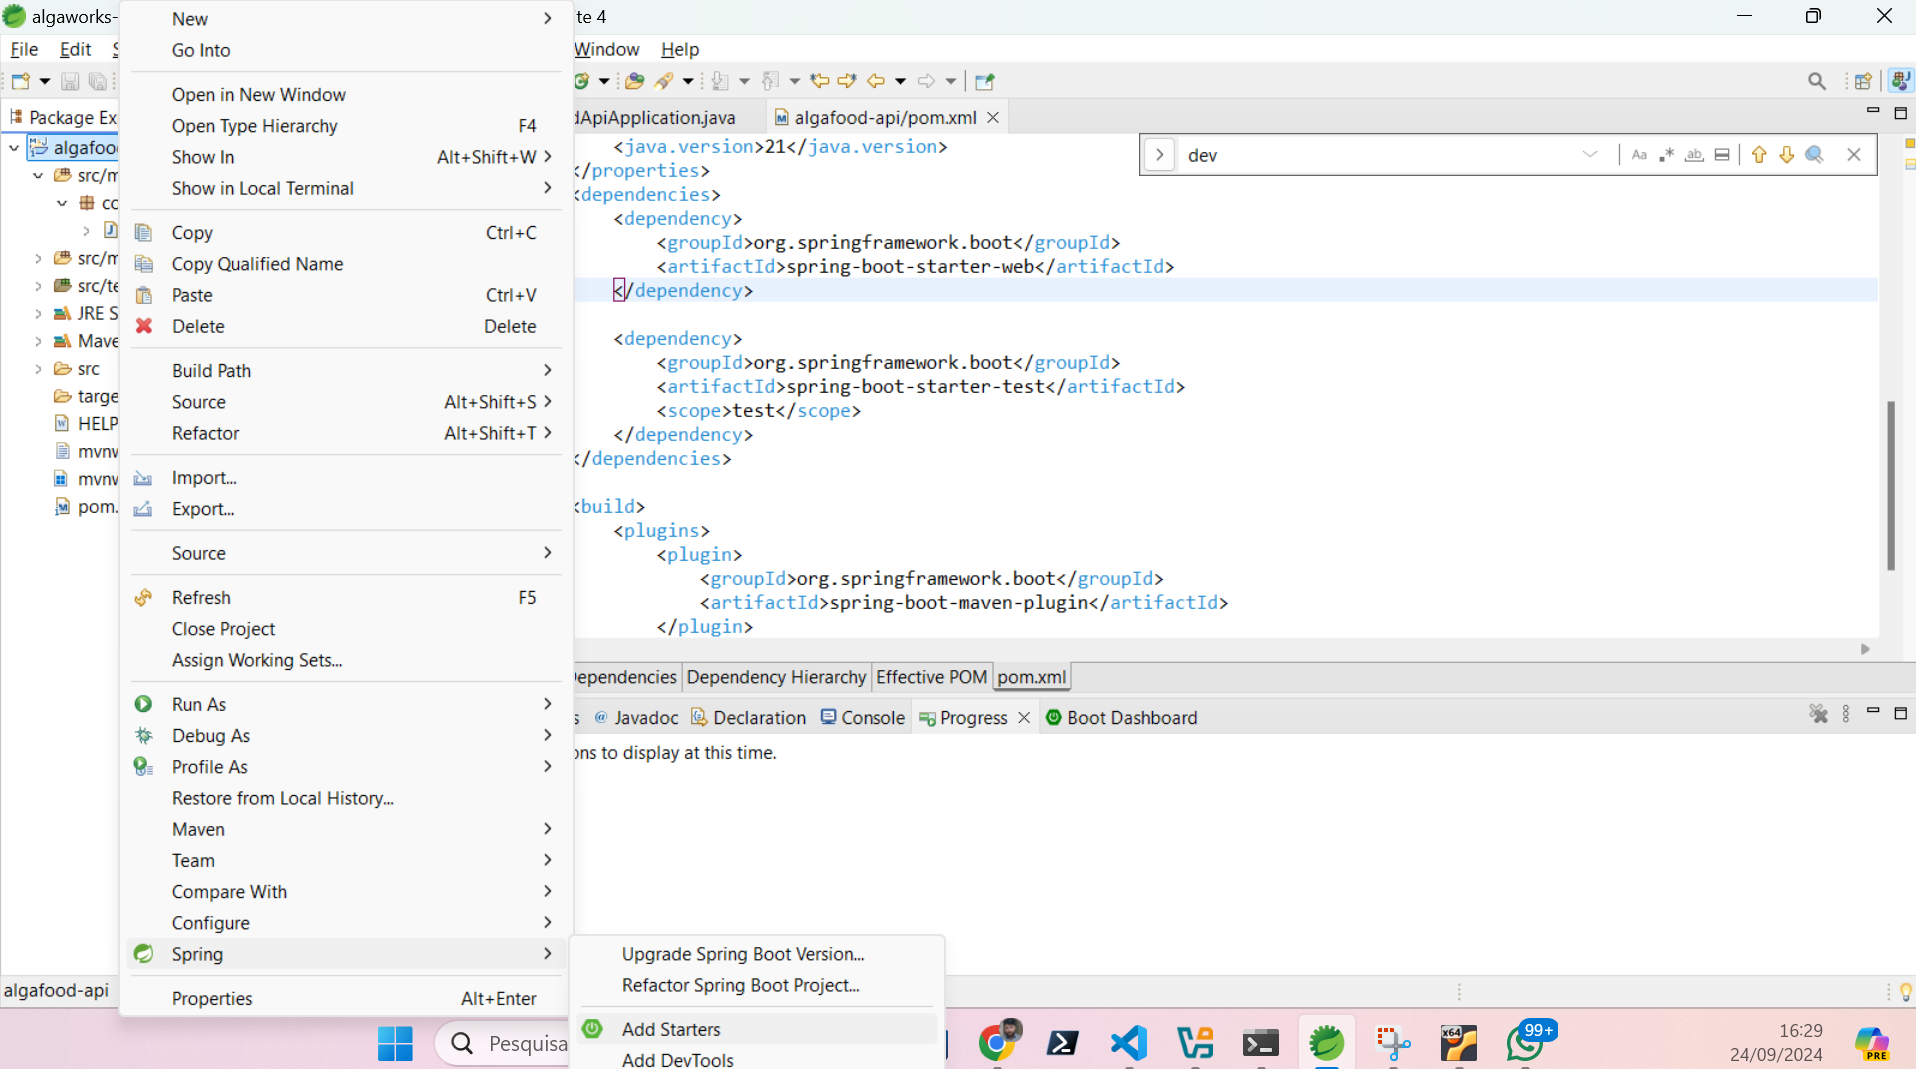 algaworks-
te 4
File Edit S
Window Help
Package Ex
algafoo
src/m
co
src/m
src/te
JRE S
Mave
src
targe
HELP
mvnw
mvnw
pom.
New
Go Into
Open in New Window
Open Type Hierarchy F4
Show In Alt+Shift+W >
Show in Local Terminal
Copy Ctrl+C
Copy Qualified Name
Paste Ctrl+V
Delete Delete
Build Path
Source Alt+Shift+S >
Refactor Alt+Shift+T >
Import...
Export...
Source
Refresh F5
Close Project
Assign Working Sets...
Run As
Debug As
Profile As
Restore from Local History...
Maven
Team
Compare With
Configure
Spring
Properties Alt+Enter
Upgrade Spring Boot Version...
Refactor Spring Boot Project...
Add Starters
Add DevTools
dApiApplication.java
algafood-api/pom.xml
dev
Aa .* ab
<java.version>21</java.version>
</properties>
<dependencies>
<dependency>
<groupId>org.springframework.boot</groupId>
<artifactId>spring-boot-starter-web</artifactId>
</dependency>
<dependency>
<groupId>org.springframework.boot</groupId>
<artifactId>spring-boot-starter-test</artifactId>
<scope>test</scope>
</dependency>
</dependencies>
<build>
<plugins>
<plugin>
<groupId>org.springframework.boot</groupId>
<artifactId>spring-boot-maven-plugin</artifactId>
</plugin>
Dependencies Dependency Hierarchy Effective POM pom.xml
s @ Javadoc Declaration Console Progress Boot Dashboard
ons to display at this time.
algafood-api
Pesquisa
x64
99+
16:29
24/09/2024
PRE